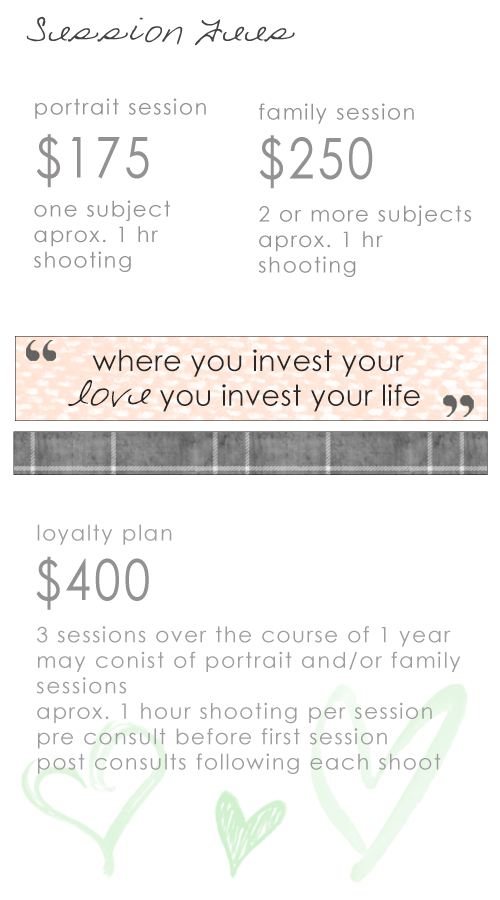 Session Fees
portrait session
$175
one subject
aprox. 1 hr
shooting
family session
$250
2 or more subjects
aprox. 1 hr
shooting
“ where you invest your
love you invest your life ”
loyalty plan
$400
3 sessions over the course of 1 year
may conist of portrait and/or family
sessions
aprox. 1 hour shooting per session
pre consult before first session
post consults following each shoot